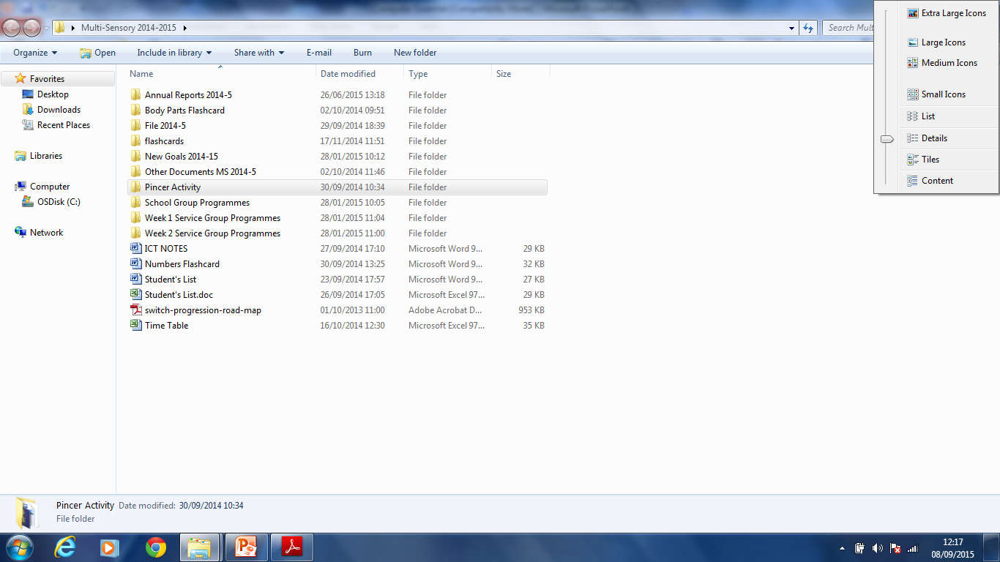 Multi-Sensory 2014-2015
Search Mult
Organize Open Include in library Share with E-mail Burn New folder
Favorites
Desktop
Downloads
Recent Places
Libraries
Computer
OSDisk (C:)
Network
Name Date modified Type Size
Annual Reports 2014-5 26/06/2015 13:18 File folder
Body Parts Flashcard 02/10/2014 09:51 File folder
File 2014-5 29/09/2014 18:39 File folder
flashcards 17/11/2014 11:51 File folder
New Goals 2014-15 28/01/2015 10:12 File folder
Other Documents MS 2014-5 02/10/2014 11:46 File folder
Pincer Activity 30/09/2014 10:34 File folder
School Group Programmes 28/01/2015 10:05 File folder
Week 1 Service Group Programmes 28/01/2015 11:04 File folder
Week 2 Service Group Programmes 28/01/2015 11:00 File folder
ICT NOTES 27/09/2014 17:10 Microsoft Word 9... 29 KB
Numbers Flashcard 30/09/2014 13:25 Microsoft Word 9... 32 KB
Student's List 23/09/2014 17:57 Microsoft Word 9... 27 KB
Student's List.doc 26/09/2014 17:05 Microsoft Excel 97... 29 KB
switch-progression-road-map 01/10/2013 11:00 Adobe Acrobat D... 953 KB
Time Table 16/10/2014 12:30 Microsoft Excel 97... 35 KB
Extra Large Icons
Large Icons
Medium Icons
Small Icons
List
Details
Tiles
Content
Pincer Activity Date modified: 30/09/2014 10:34
File folder
12:17
08/09/2015